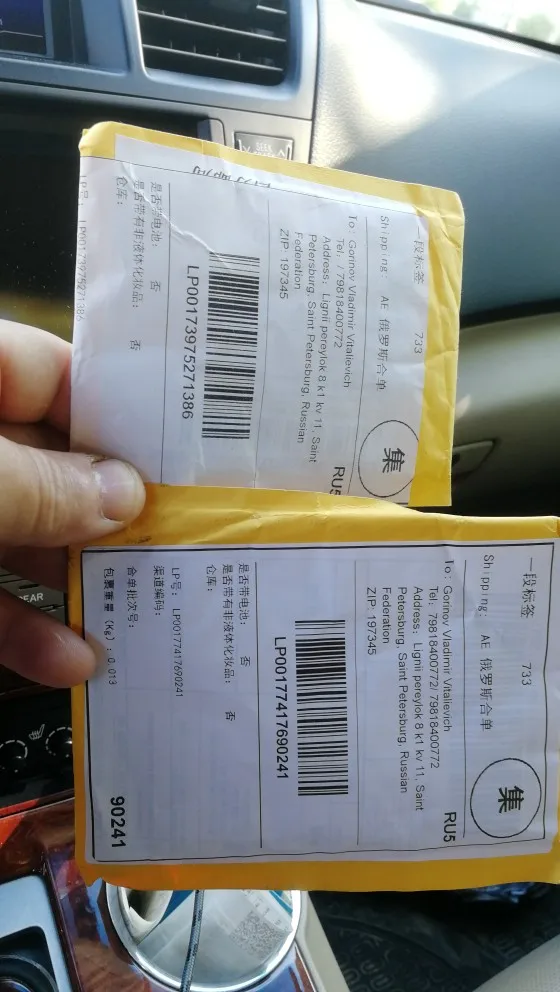 SEEK
一段标签 733
Shipping: AE 俄罗斯合单
集
To: Gorinov Vladimir Vitalievich
Tel: / 79818400772
Address: Lignii pereylok 8 k1 kv 11, Saint
Petersburg, Saint Petersburg, Russian
Federation
ZIP: 197345
RU5
LP00173975271386
是否带电池: 否
是否带有非液体化妆品: 否
仓库:
LP号: LP00173975271386
一段标签 733
Shipping: AE 俄罗斯合单
集
To: Gorinov Vladimir Vitalievich
Tel: 79818400772/ 79818400772
Address: Lignii pereylok 8 k1 kv 11, Saint
Petersburg, Saint Petersburg, Russian
Federation
ZIP: 197345
RU5
LP00177417690241
是否带电池: 否
是否带有非液体化妆品: 否
仓库:
LP号: LP00177417690241
渠道编码:
合单批次号:
包裹重量 (Kg): 0.013
90241
EAR